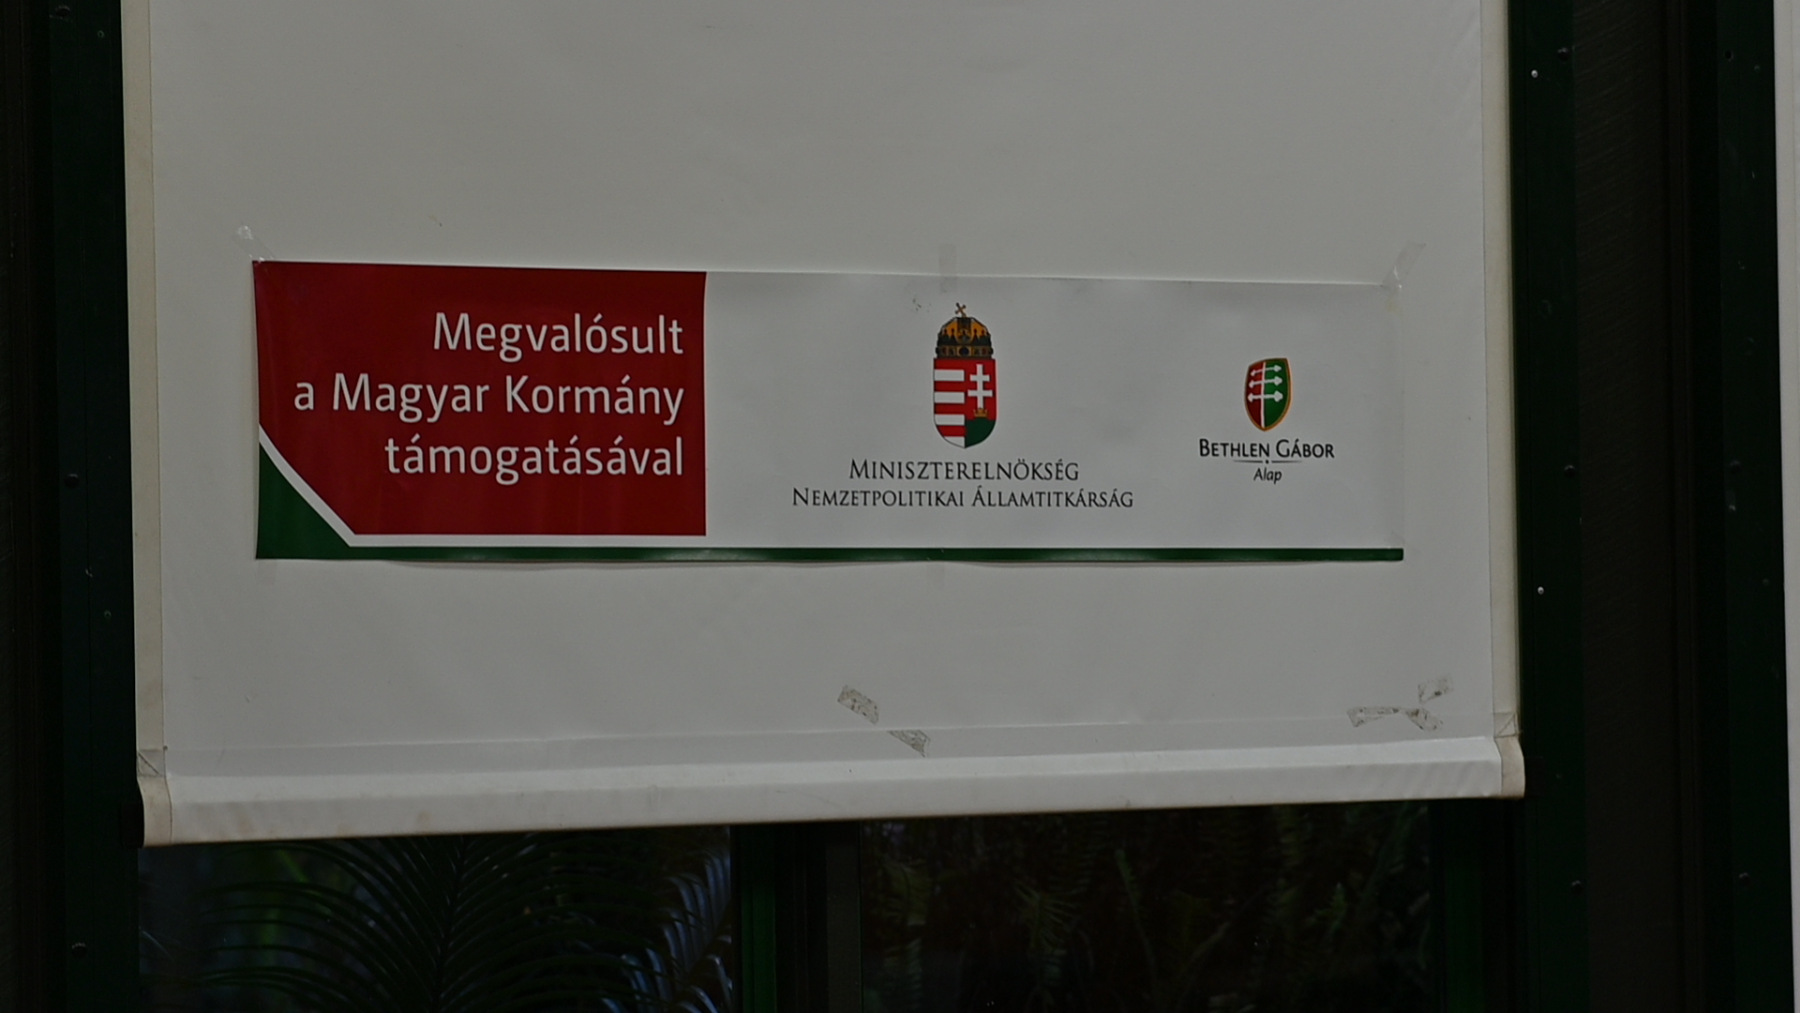 Megvalósult
a Magyar Kormány
támogatásával
MINISZTERELNÖKSÉG
NEMZETPOLITIKAI ÁLLAMTITKÁRSÁG
BETHLEN GÁBOR
Alap